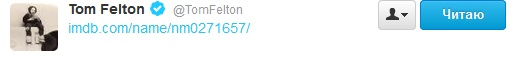 Tom Felton @TomFelton Читаю
imdb.com/name/nm0271657/